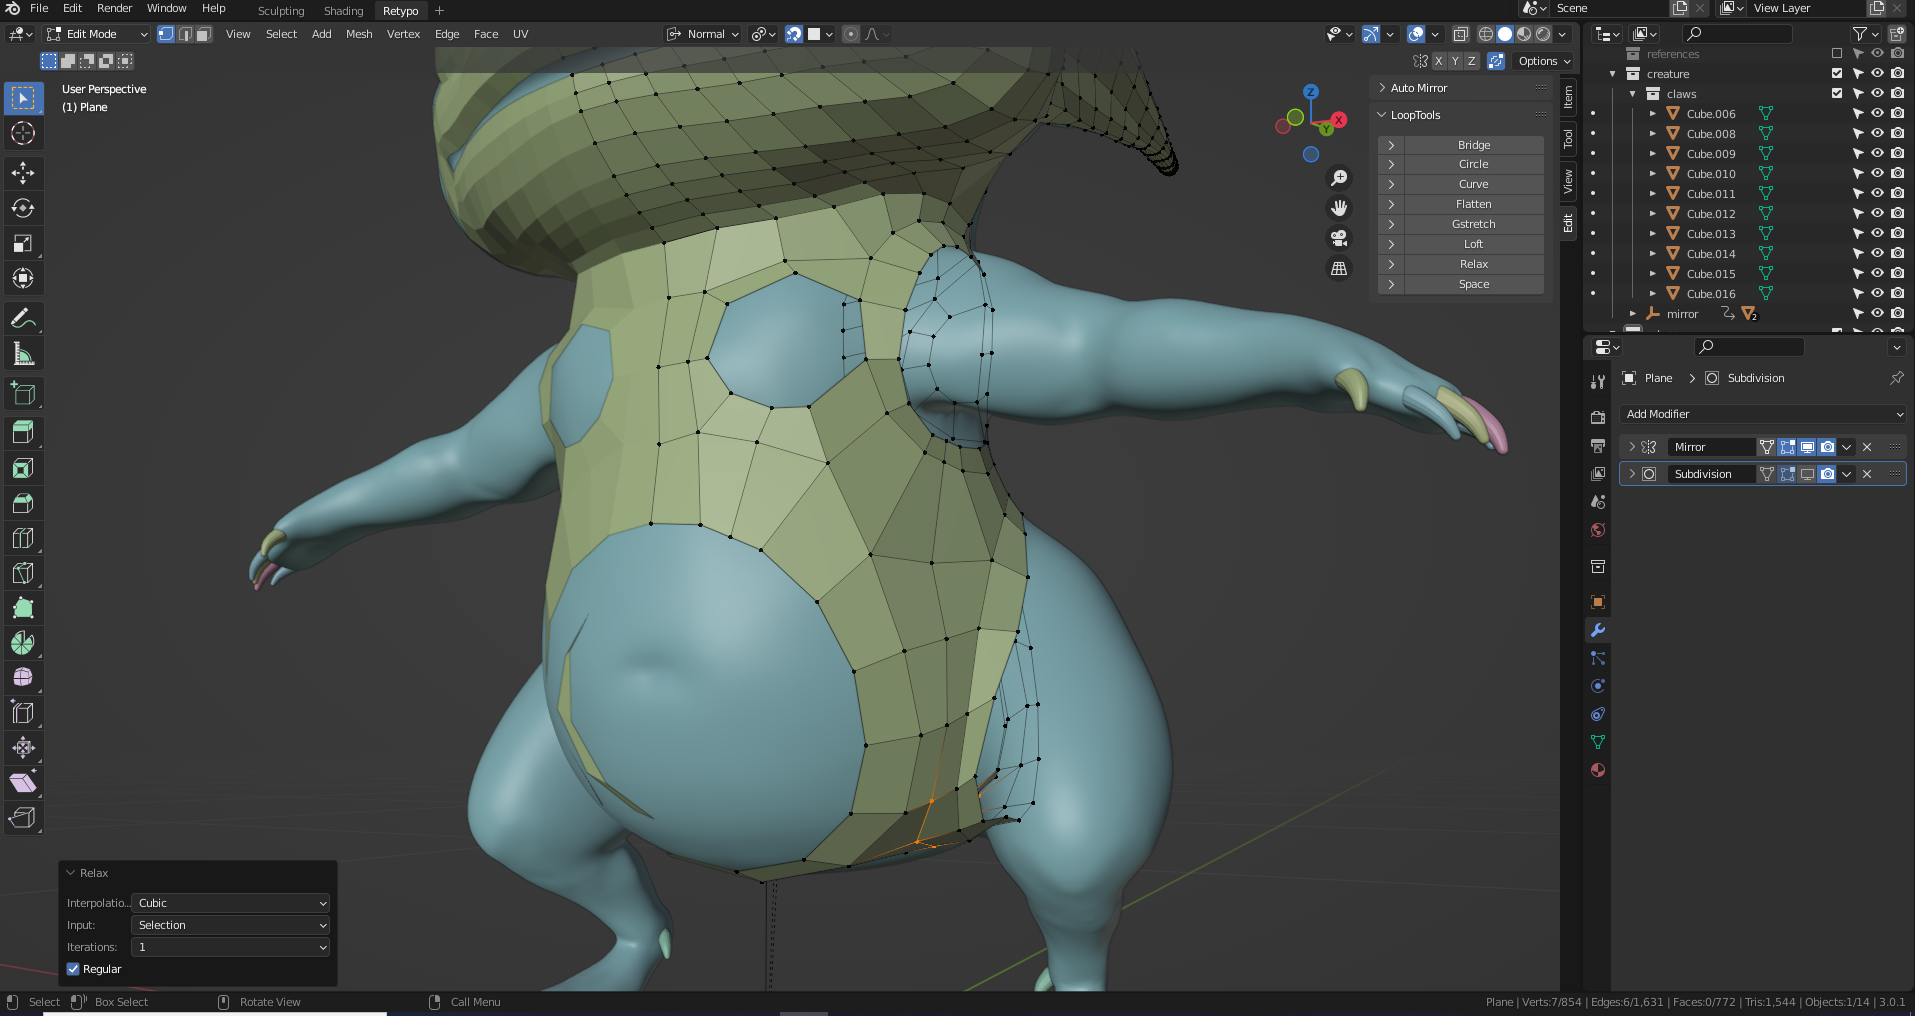 File Edit Render Window Help Sculpting Shading Retypo +
Scene View Layer
Edit Mode View Select Add Mesh Vertex Edge Face UV Normal
X Y Z Options
User Perspective
(1) Plane
Z
X
Y
Auto Mirror
LoopTools
Bridge
Circle
Curve
Flatten
Gstretch
Loft
Relax
Space
Item
Tool
View
Edit
references
creature
claws
Cube.006
Cube.008
Cube.009
Cube.010
Cube.011
Cube.012
Cube.013
Cube.014
Cube.015
Cube.016
mirror 2
Plane > Subdivision
Add Modifier
Mirror
Subdivision
Relax
Interpolatio... Cubic
Input: Selection
Iterations: 1
Regular
Select Box Select Rotate View Call Menu
Plane | Verts:7/854 | Edges:6/1,631 | Faces:0/772 | Tris:1,544 | Objects:1/14 | 3.0.1